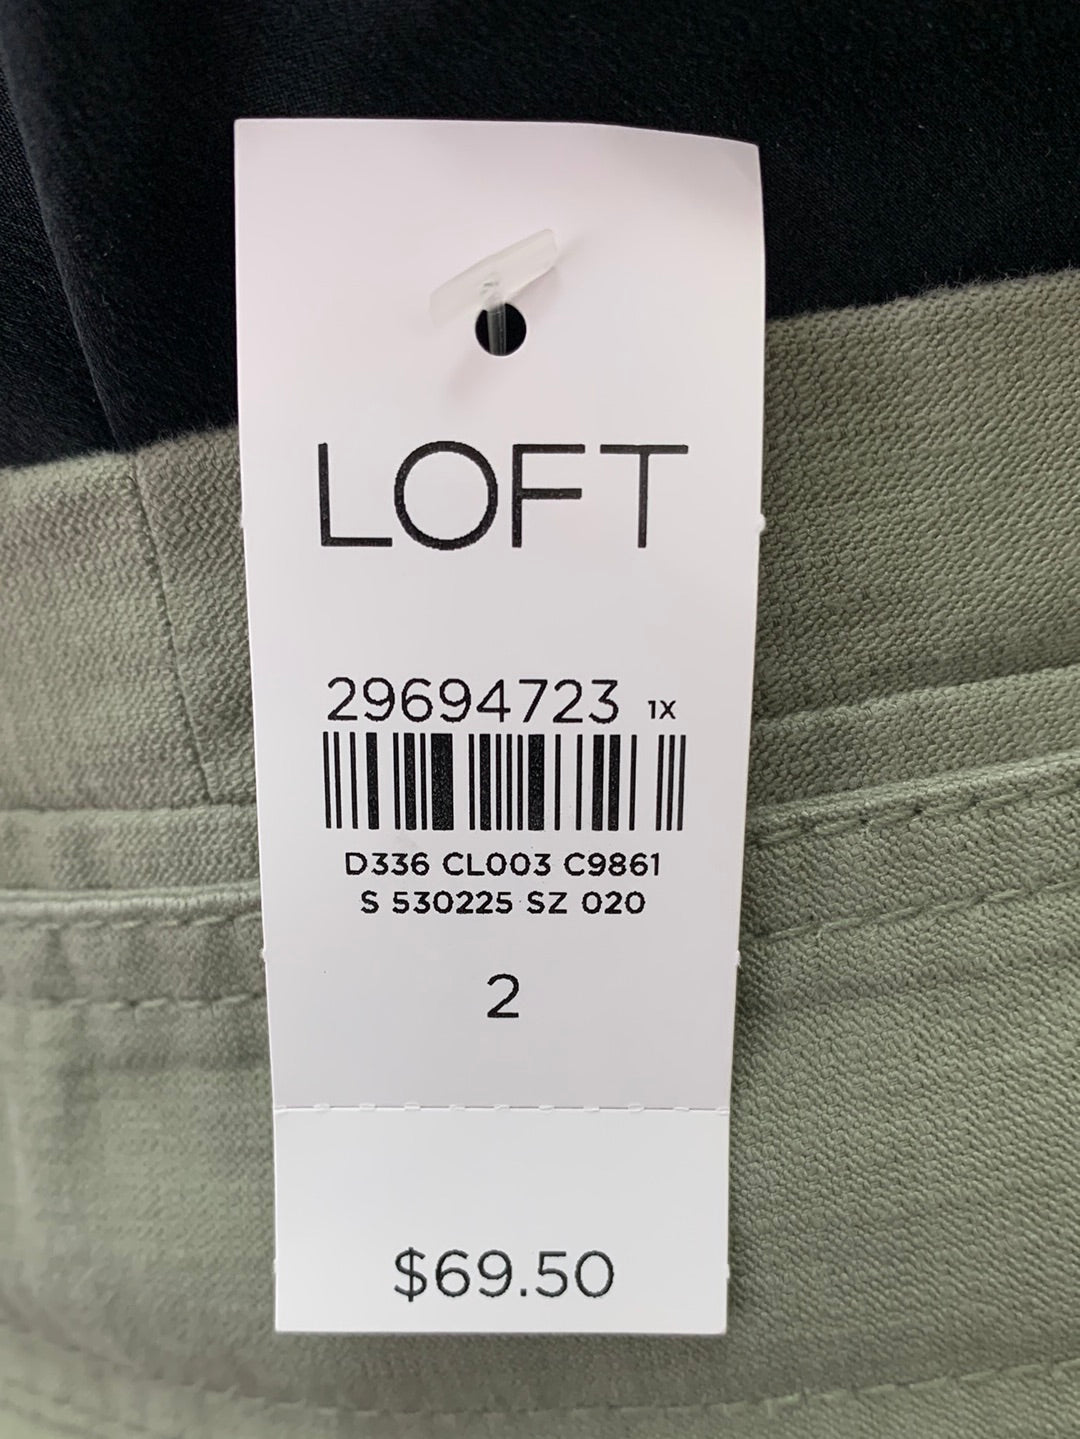 LOFT
29694723 1X
D336 CL003 C9861
S 530225 SZ 020
2
$69.50